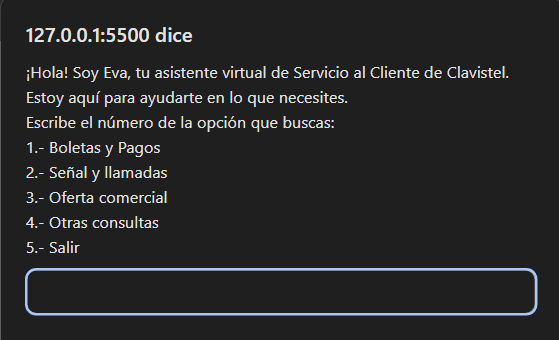 127.0.0.1:5500 dice
¡Hola! Soy Eva, tu asistente virtual de Servicio al Cliente de Clavistel.
Estoy aquí para ayudarte en lo que necesites.
Escribe el número de la opción que buscas:
1.- Boletas y Pagos
2.- Señal y llamadas
3.- Oferta comercial
4.- Otras consultas
5.- Salir